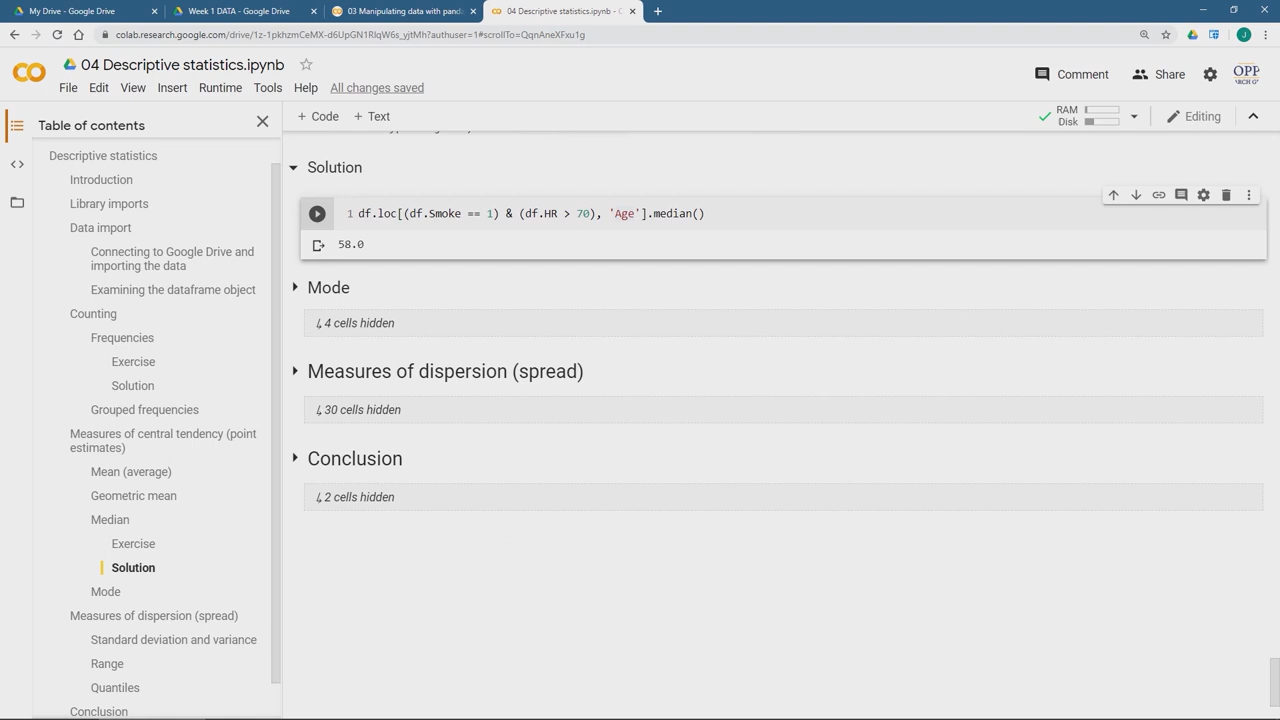 My Drive - Google Drive
Week 1 DATA - Google Drive
03 Manipulating data with panda
04 Descriptive statistics.ipynb - C
colab.research.google.com/drive/1z-1pkhzmCeMX-d6UpGN1RIqW6s_yjtMh?authuser=1#scrollTo=QqnAneXFxu1g
J
04 Descriptive statistics.ipynb
Comment
Share
OPP
File Edit View Insert Runtime Tools Help All changes saved
+ Code + Text
RAM
Disk
Editing
Table of contents
Descriptive statistics
Introduction
Library imports
Data import
Connecting to Google Drive and
importing the data
Examining the dataframe object
Counting
Frequencies
Exercise
Solution
Grouped frequencies
Measures of central tendency (point
estimates)
Mean (average)
Geometric mean
Median
Exercise
Solution
Mode
Measures of dispersion (spread)
Standard deviation and variance
Range
Quantiles
Conclusion
Solution
1 df.loc[(df.Smoke == 1) & (df.HR > 70), 'Age'].median()
58.0
Mode
4 cells hidden
Measures of dispersion (spread)
30 cells hidden
Conclusion
2 cells hidden